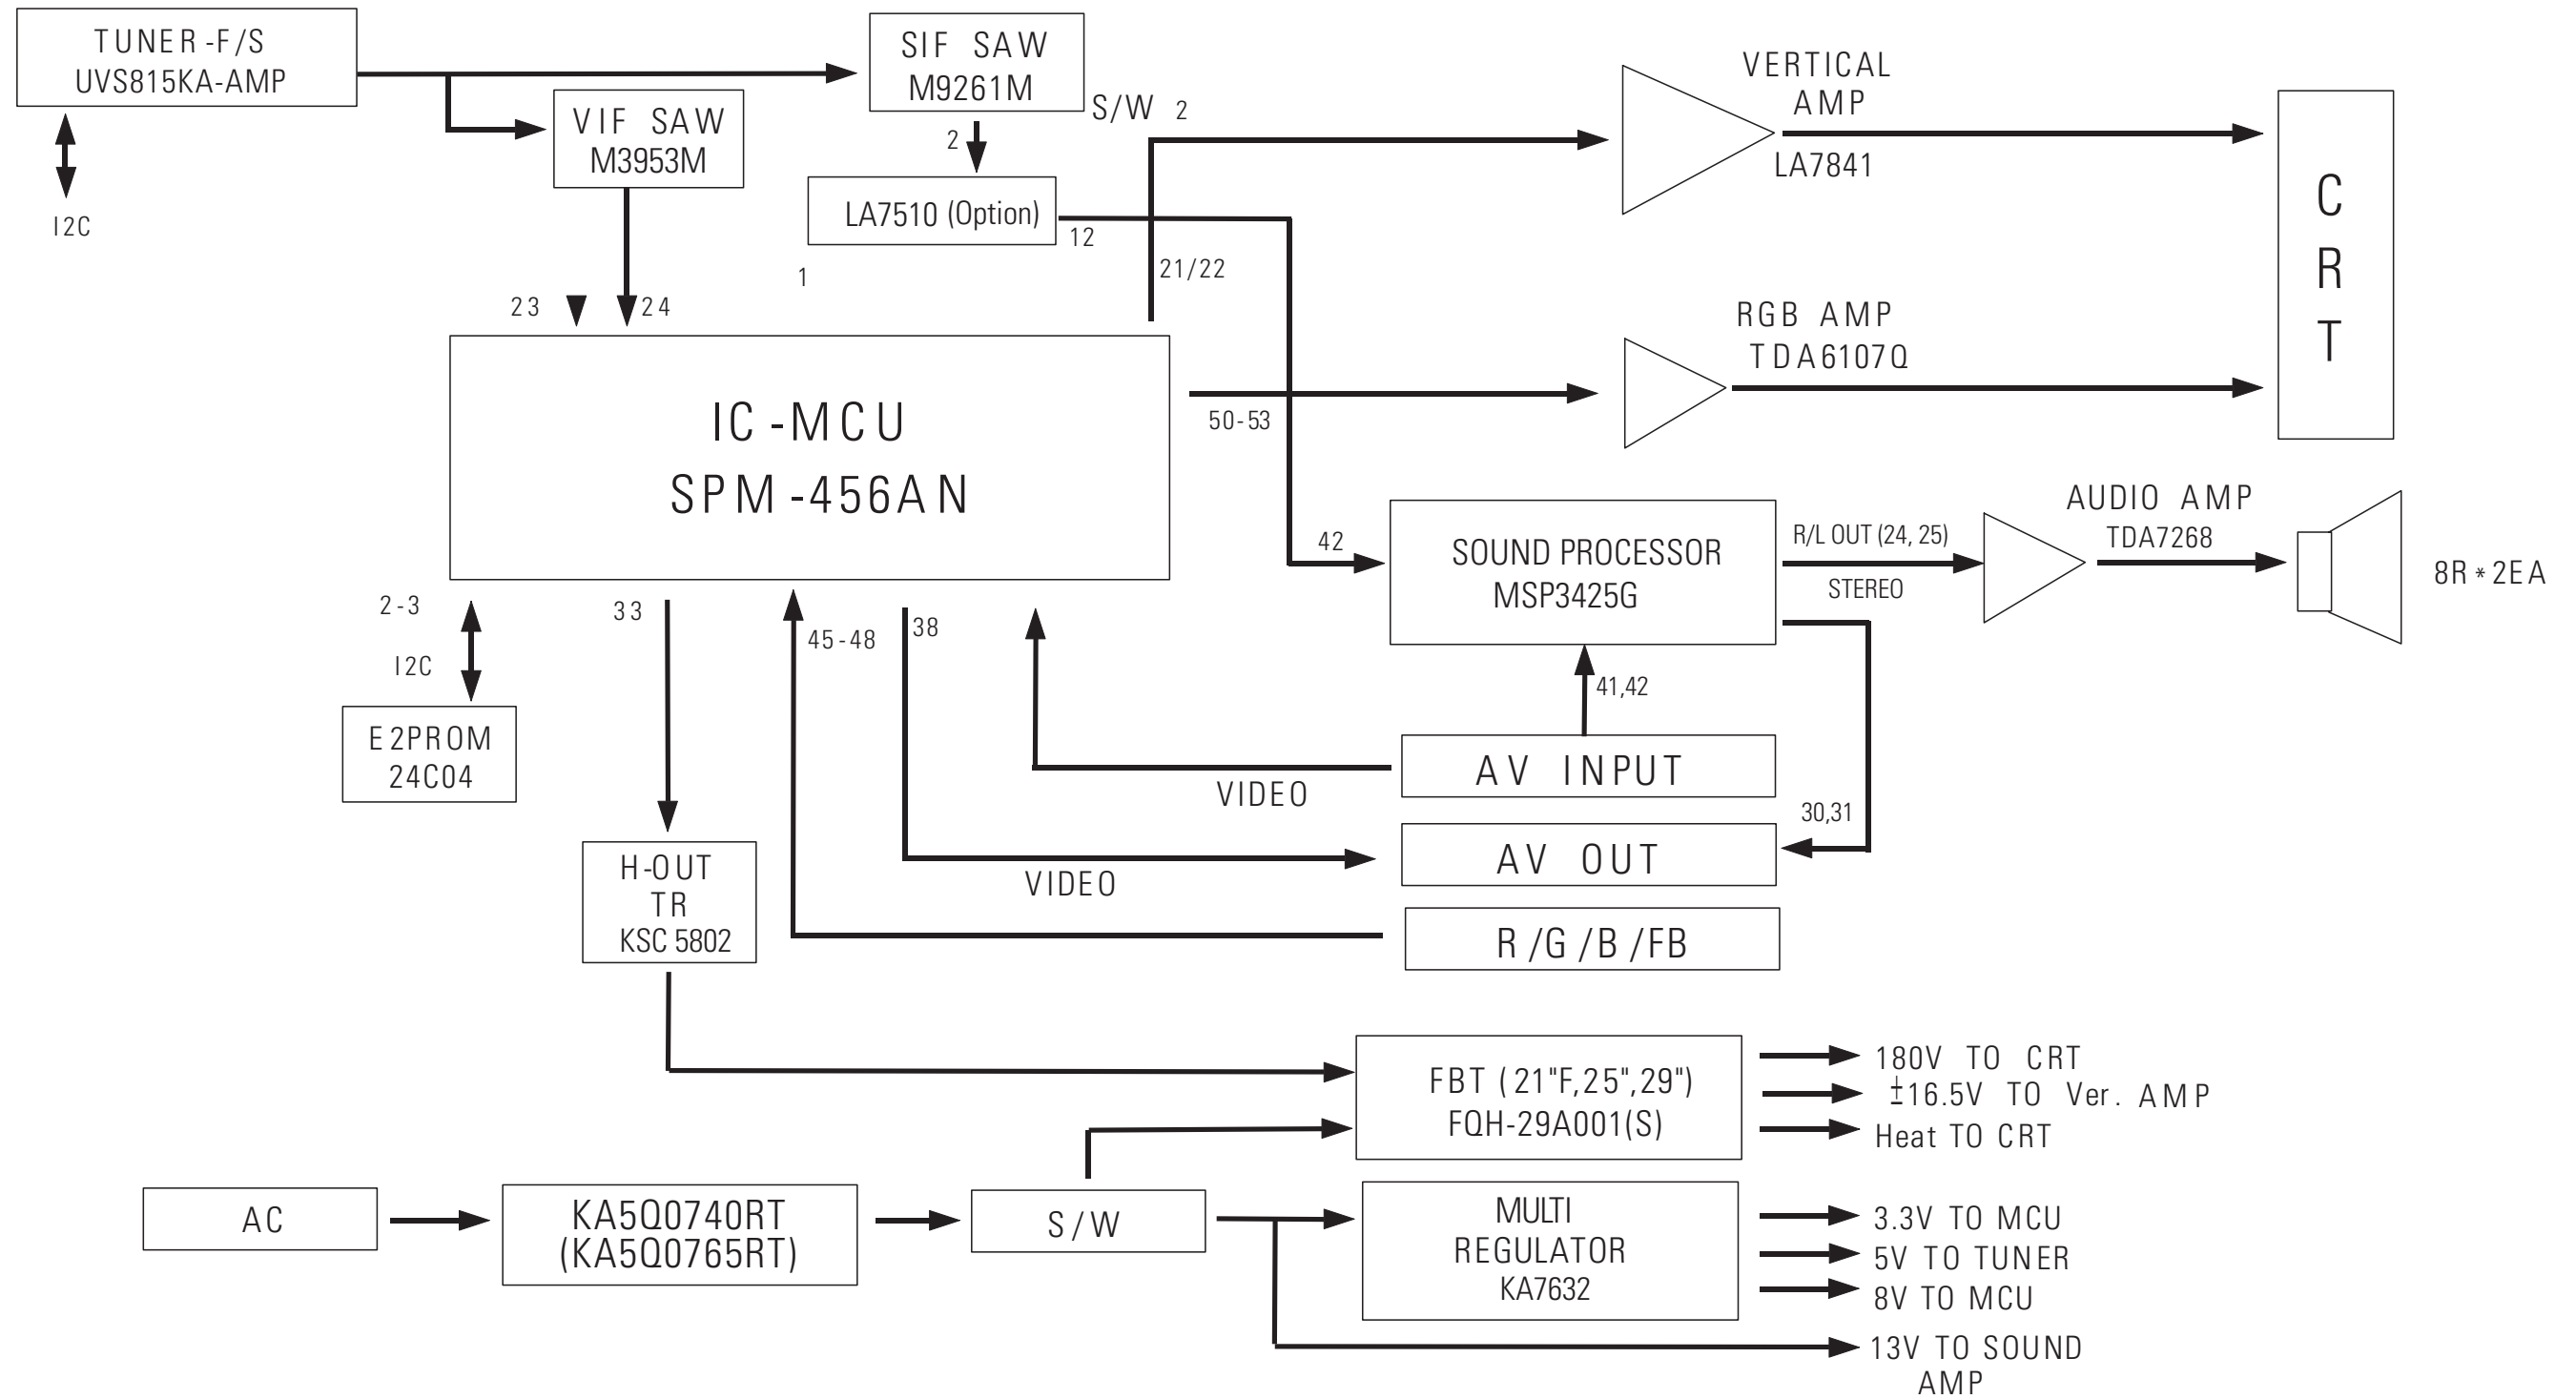 TUNER-F/S
UVS815KA-AMP
I2C
VIF SAW
M3953M
SIF SAW
M9261M
S/W 2
2
LA7510 (Option)
12
1
21/22
23
24
VERTICAL
AMP
LA7841
RGB AMP
TDA6107Q
C
R
T
IC-MCU
SPM-456AN
50-53
42
SOUND PROCESSOR
MSP3425G
R/L OUT (24, 25)
STEREO
AUDIO AMP
TDA7268
8R*2EA
2-3
I2C
33
45-48
38
41,42
E2PROM
24C04
AV INPUT
VIDEO
30,31
AV OUT
VIDEO
R/G/B/FB
H-OUT
TR
KSC 5802
FBT (21"F,25",29")
FQH-29A001(S)
180V TO CRT
±16.5V TO Ver. AMP
Heat TO CRT
AC
KA5Q0740RT
(KA5Q0765RT)
S/W
MULTI
REGULATOR
KA7632
3.3V TO MCU
5V TO TUNER
8V TO MCU
13V TO SOUND
AMP